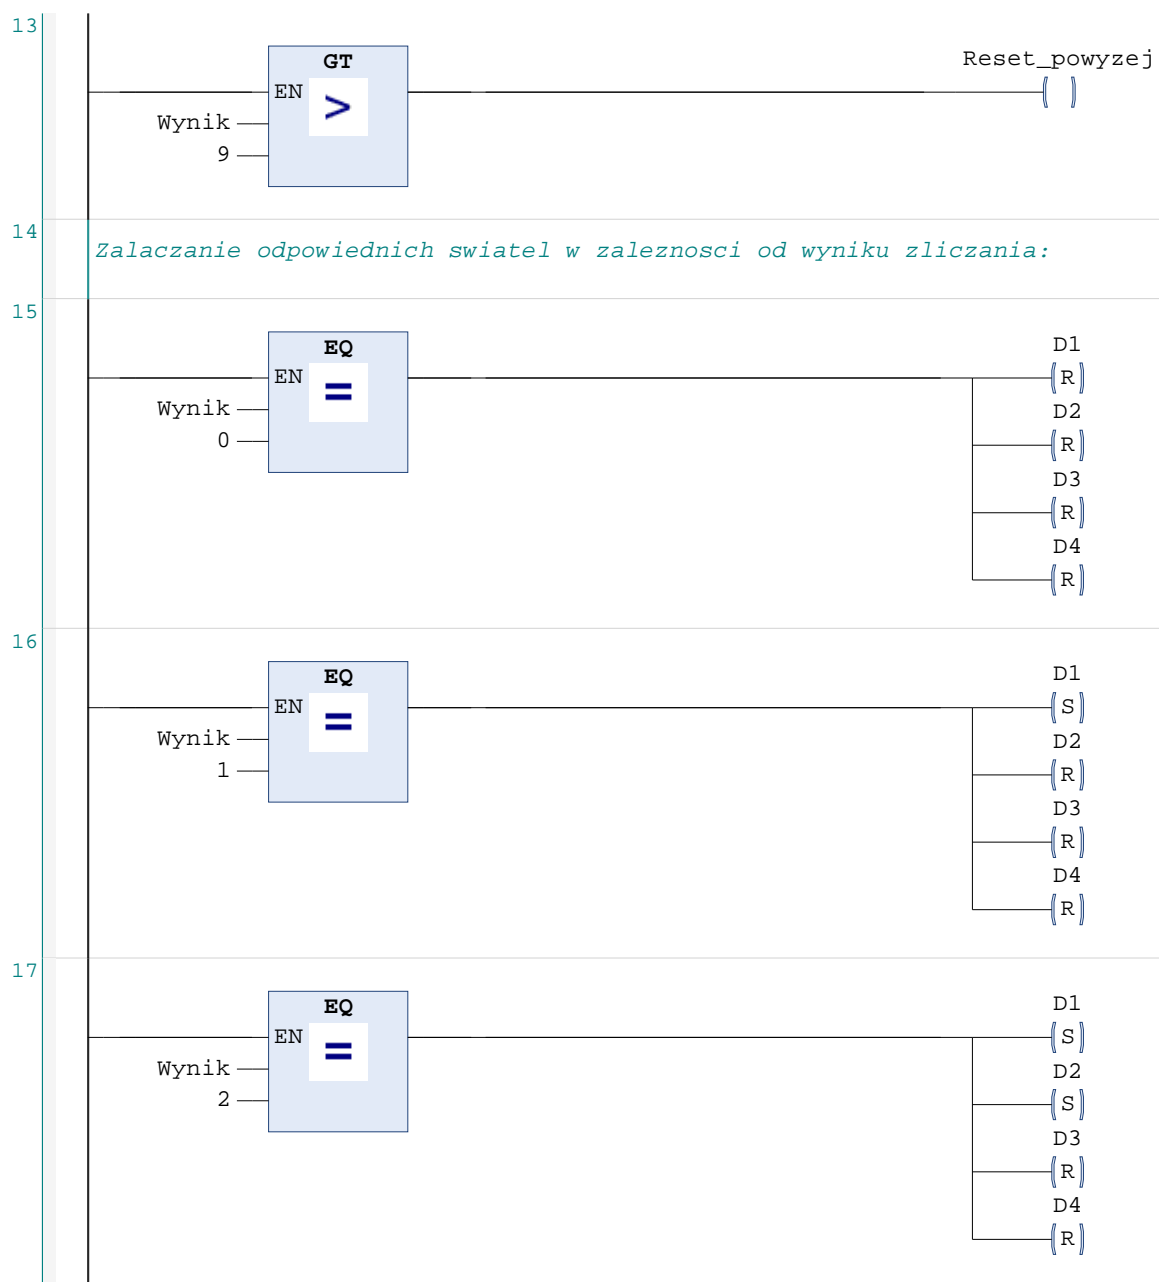 13
GT
Reset_powyzej
EN
>
( )
Wynik
9
14
Zalaczanie odpowiednich swiatel w zaleznosci od wyniku zliczania:
15
EQ
D1
EN
=
(R)
Wynik
D2
0
(R)
D3
(R)
D4
(R)
16
EQ
D1
EN
=
(S)
Wynik
D2
1
(R)
D3
(R)
D4
(R)
17
EQ
D1
EN
=
(S)
Wynik
D2
2
(S)
D3
(R)
D4
(R)